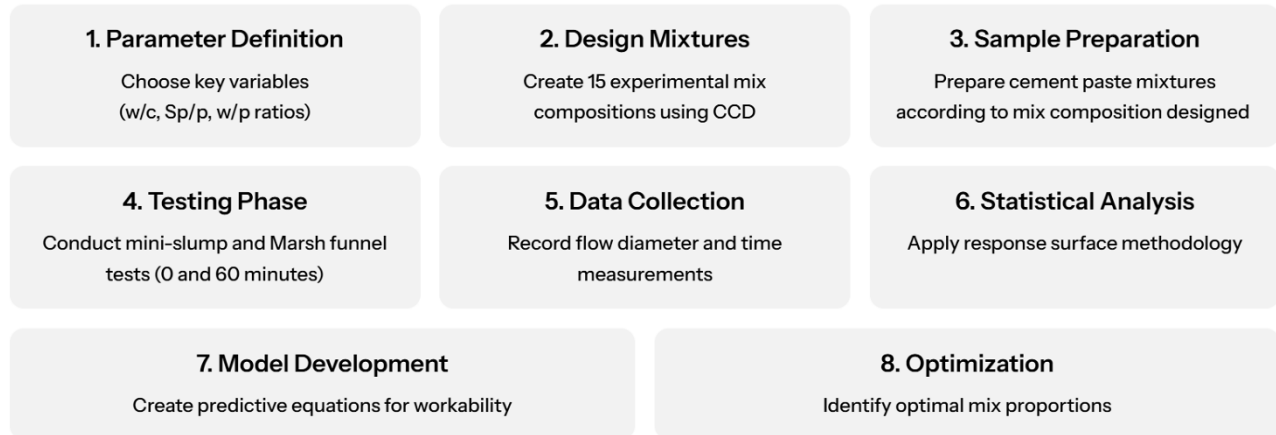 1. Parameter Definition
Choose key variables
(w/c, Sp/p, w/p ratios)
2. Design Mixtures
Create 15 experimental mix
compositions using CCD
3. Sample Preparation
Prepare cement paste mixtures
according to mix composition designed
4. Testing Phase
Conduct mini-slump and Marsh funnel
tests (0 and 60 minutes)
5. Data Collection
Record flow diameter and time
measurements
6. Statistical Analysis
Apply response surface methodology
7. Model Development
Create predictive equations for workability
8. Optimization
Identify optimal mix proportions